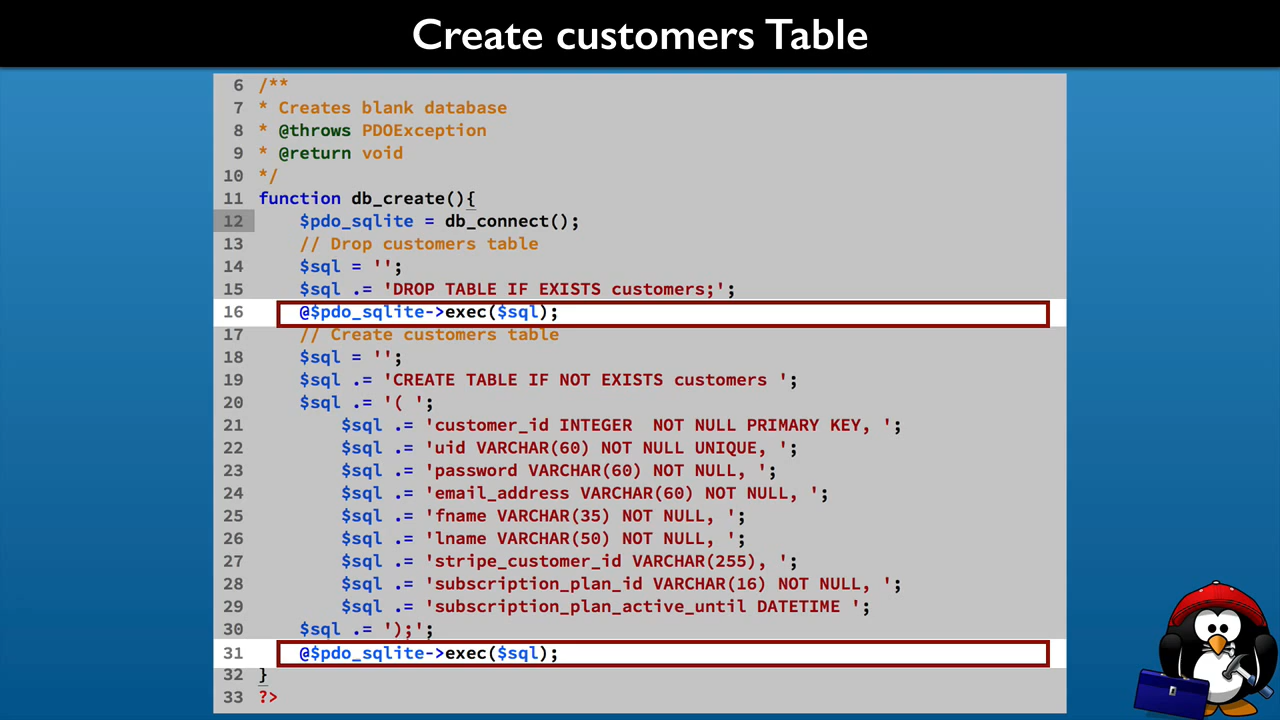 Create customers Table
6 /**
7 * Creates blank database
8 * @throws PDOException
9 * @return void
10 */
11 function db_create(){
12 $pdo_sqlite = db_connect();
13 // Drop customers table
14 $sql = '';
15 $sql .= 'DROP TABLE IF EXISTS customers;';
16 @$pdo_sqlite->exec($sql);
17 // Create customers table
18 $sql = '';
19 $sql .= 'CREATE TABLE IF NOT EXISTS customers ';
20 $sql .= '( ';
21 $sql .= 'customer_id INTEGER  NOT NULL PRIMARY KEY, ';
22 $sql .= 'uid VARCHAR(60) NOT NULL UNIQUE, ';
23 $sql .= 'password VARCHAR(60) NOT NULL, ';
24 $sql .= 'email_address VARCHAR(60) NOT NULL, ';
25 $sql .= 'fname VARCHAR(35) NOT NULL, ';
26 $sql .= 'lname VARCHAR(50) NOT NULL, ';
27 $sql .= 'stripe_customer_id VARCHAR(255), ';
28 $sql .= 'subscription_plan_id VARCHAR(16) NOT NULL, ';
29 $sql .= 'subscription_plan_active_until DATETIME ';
30 $sql .= ');';
31 @$pdo_sqlite->exec($sql);
32 }
33 ?>